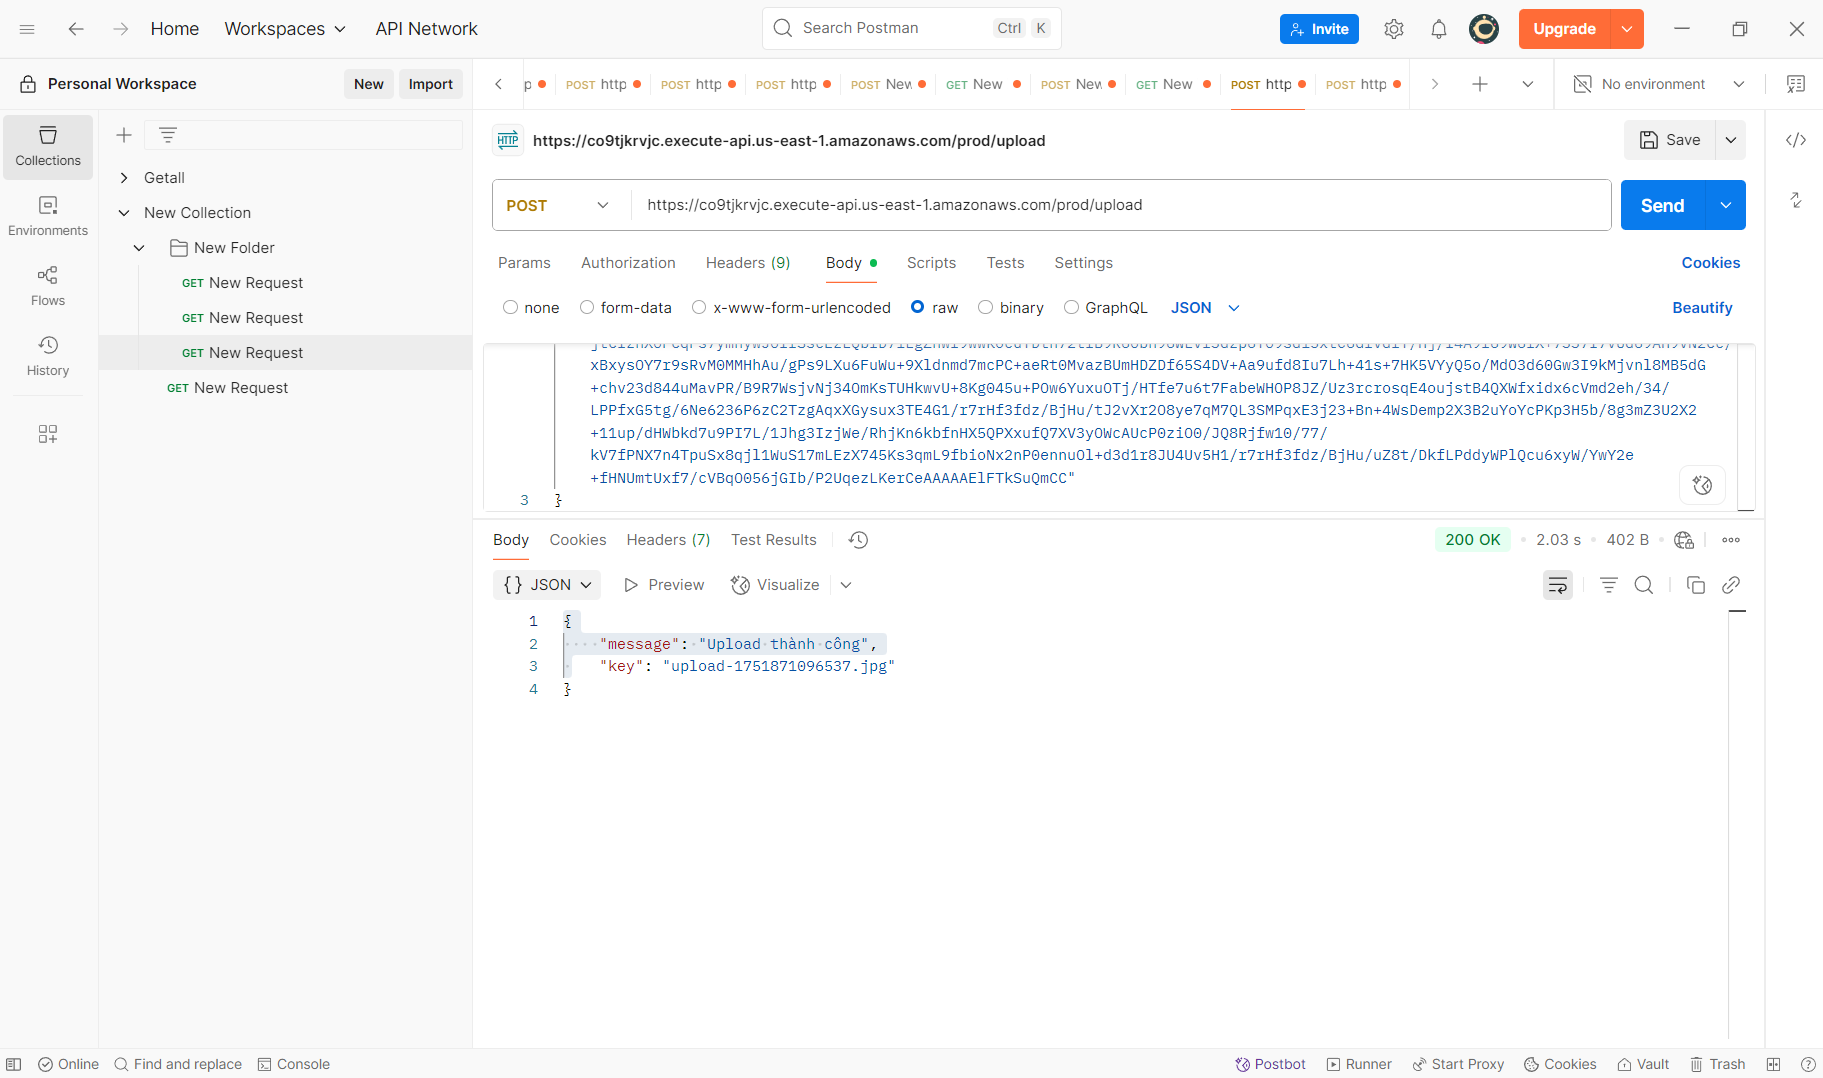 Home
Workspaces
API Network
Search Postman
Ctrl
K
Invite
Upgrade
Personal Workspace
New
Import
POST http
POST http
POST http
POST New
GET New
POST New
GET New
POST http
POST http
No environment
Collections
Environments
Flows
History
Getall
New Collection
New Folder
GET New Request
GET New Request
GET New Request
GET New Request
HTTP
https://co9tjkrvjc.execute-api.us-east-1.amazonaws.com/prod/upload
Save
POST
https://co9tjkrvjc.execute-api.us-east-1.amazonaws.com/prod/upload
Send
Params
Authorization
Headers (9)
Body
Scripts
Tests
Settings
Cookies
none
form-data
x-www-form-urlencoded
raw
binary
GraphQL
JSON
Beautify
xBxysOY7r9sRvM0MMHhAu/gPs9LXu6FuWu+9Xldnmd7mcPC+aeRt0MvazBUmHDZDf65S4DV+Aa9ufd8Iu7Lh+41s+7HK5VYyQ5o/MdO3d60Gw3I9kMjvnl8MB5dG
+chv23d844uMavPR/B9R7WsjvNj34OmKsTUHkwvU+8Kg045u+POw6YuxuOTj/HTfe7u6t7FabeWHOP8JZ/Uz3rcrosqE4oujstB4QXWfxidx6cVmd2eh/34/
LPPfxG5tg/6Ne6236P6zC2TzgAqxXGysux3TE4G1/r7rHf3fdz/BjHu/tJ2vXr2O8ye7qM7QL3SMPqxE3j23+Bn+4WsDemp2X3B2uYoYcPKp3H5b/8g3mZ3U2X2
+11up/dHWbkd7u9PI7L/1Jhg3IzjWe/RhjKn6kbfnHX5QPXxufQ7XV3yOWcAUcP0ziO0/JQ8Rjfw10/77/
kV7fPNX7n4TpuSx8qjl1WuS17mLEzX745Ks3qmL9fbioNx2nP0ennuOl+d3d1r8JU4Uv5H1/r7rHf3fdz/BjHu/uZ8t/DkfLPddyWPlQcu6xyW/YwY2e
+fHNUmtUxf7/cVBqO056jGIb/P2UqezLKerCeAAAAAElFTkSuQmCC"
3 }
Body
Cookies
Headers (7)
Test Results
200 OK
2.03 s
402 B
{} JSON
Preview
Visualize
1 {
2 "message": "Upload thành công",
3 "key": "upload-1751871096537.jpg"
4 }
Online
Find and replace
Console
Postbot
Runner
Start Proxy
Cookies
Vault
Trash